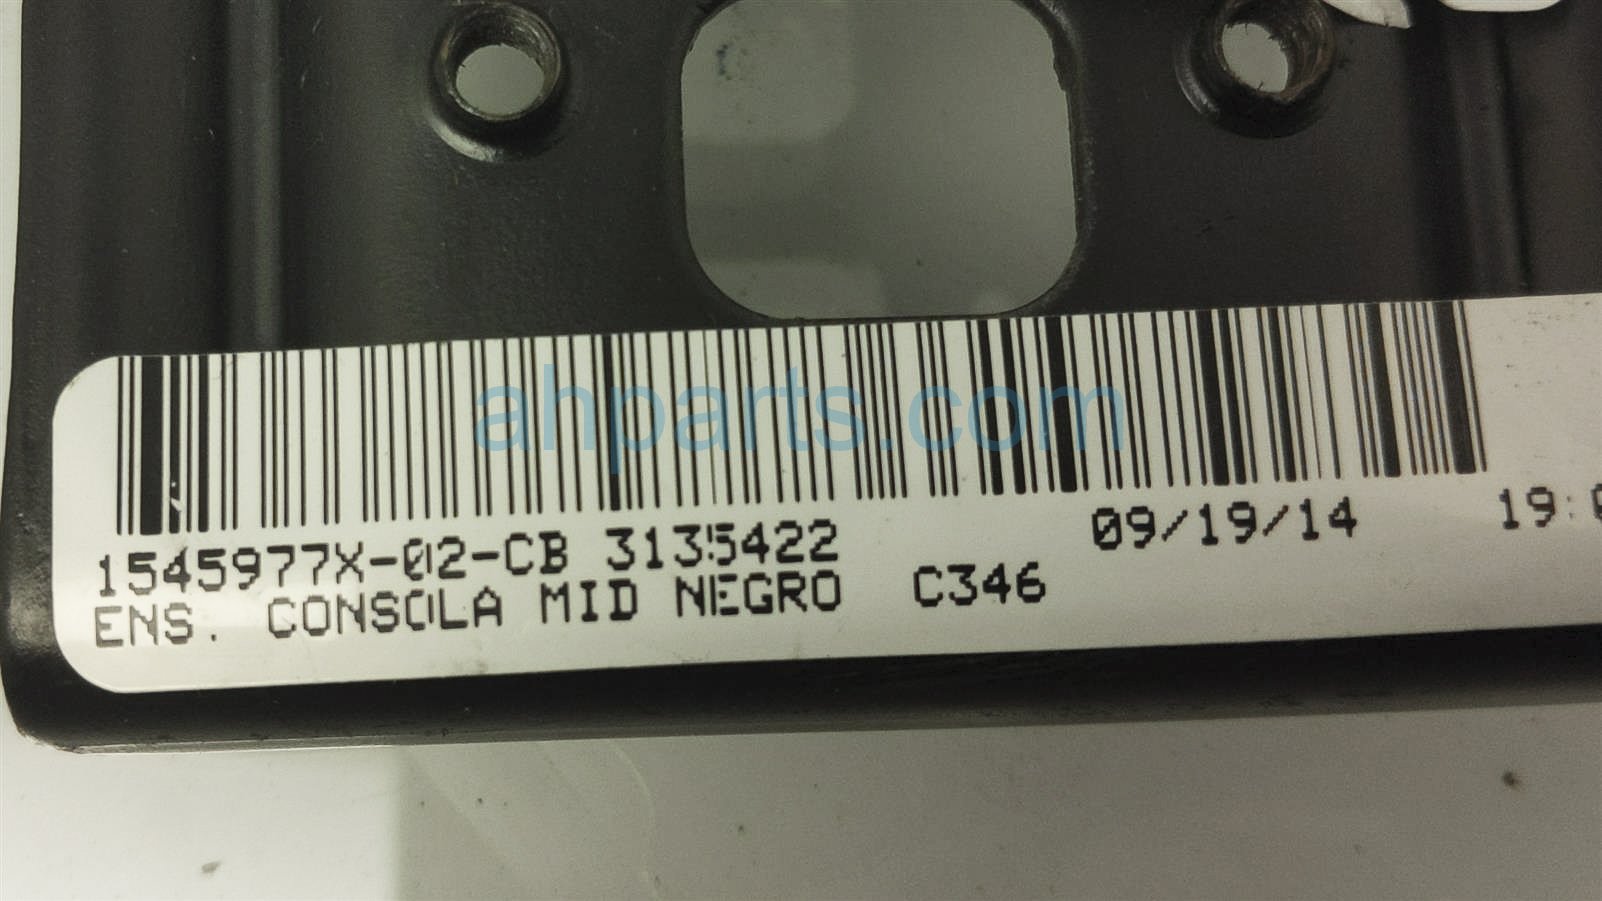 ahparts.com
1545977X-02-CB 3135422 09/19/14
ENS. CONSOLA MID NEGRO C346